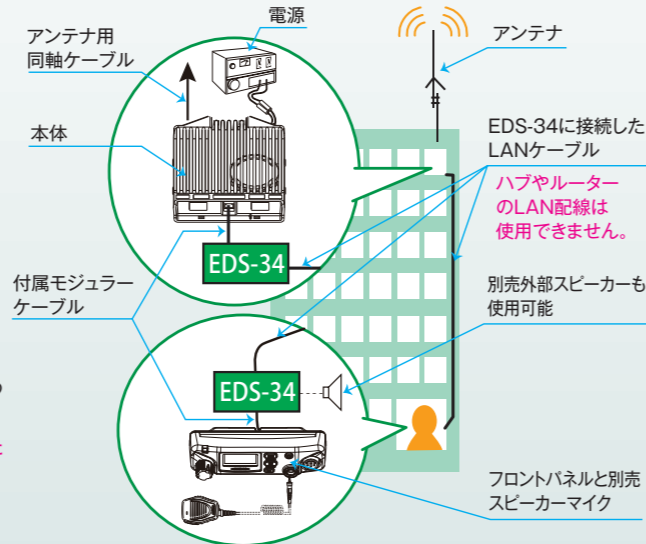 電源
アンテナ用
同軸ケーブル
アンテナ
本体
EDS-34に接続した
LANケーブル
ハブやルーター
のLAN配線は
使用できません。
EDS-34
付属モジュラー
ケーブル
別売外部スピーカーも
使用可能
EDS-34
フロントパネルと別売
スピーカーマイク